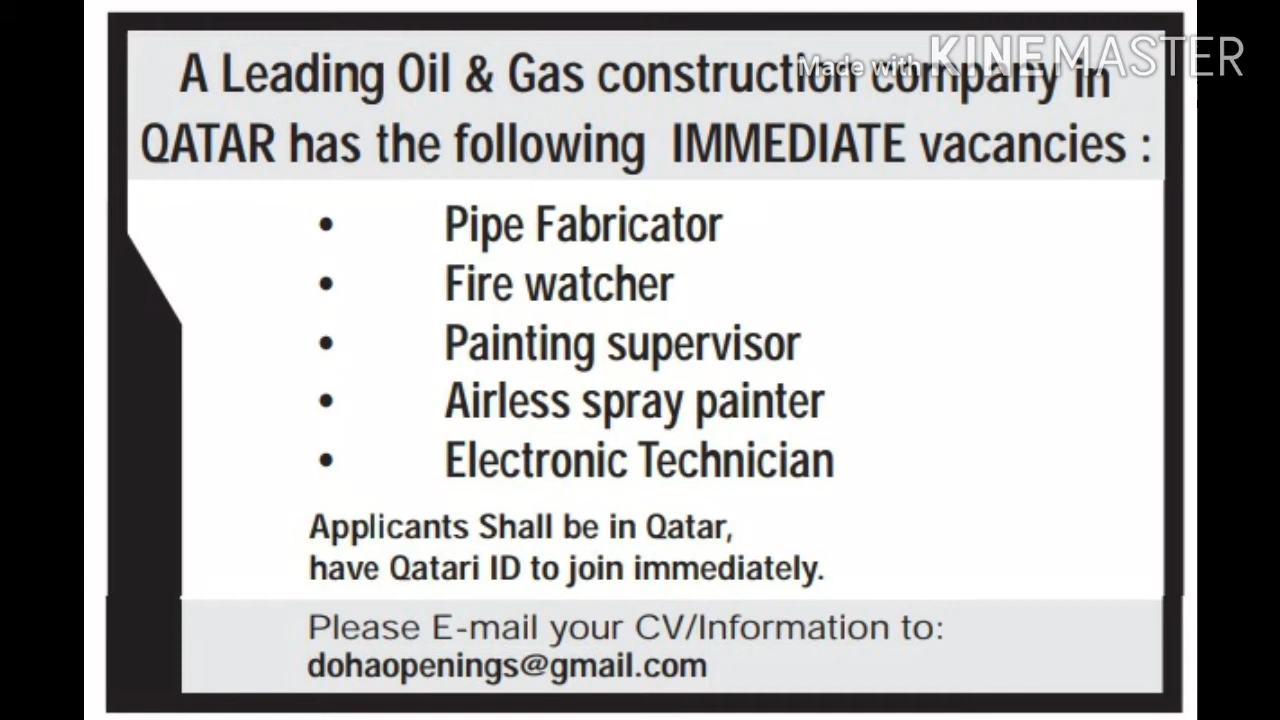 Made with KINEMASTER
A Leading Oil & Gas construction company in
QATAR has the following IMMEDIATE vacancies :
• Pipe Fabricator
• Fire watcher
• Painting supervisor
• Airless spray painter
• Electronic Technician
Applicants Shall be in Qatar,
have Qatari ID to join immediately.
Please E-mail your CV/Information to:
dohaopenings@gmail.com